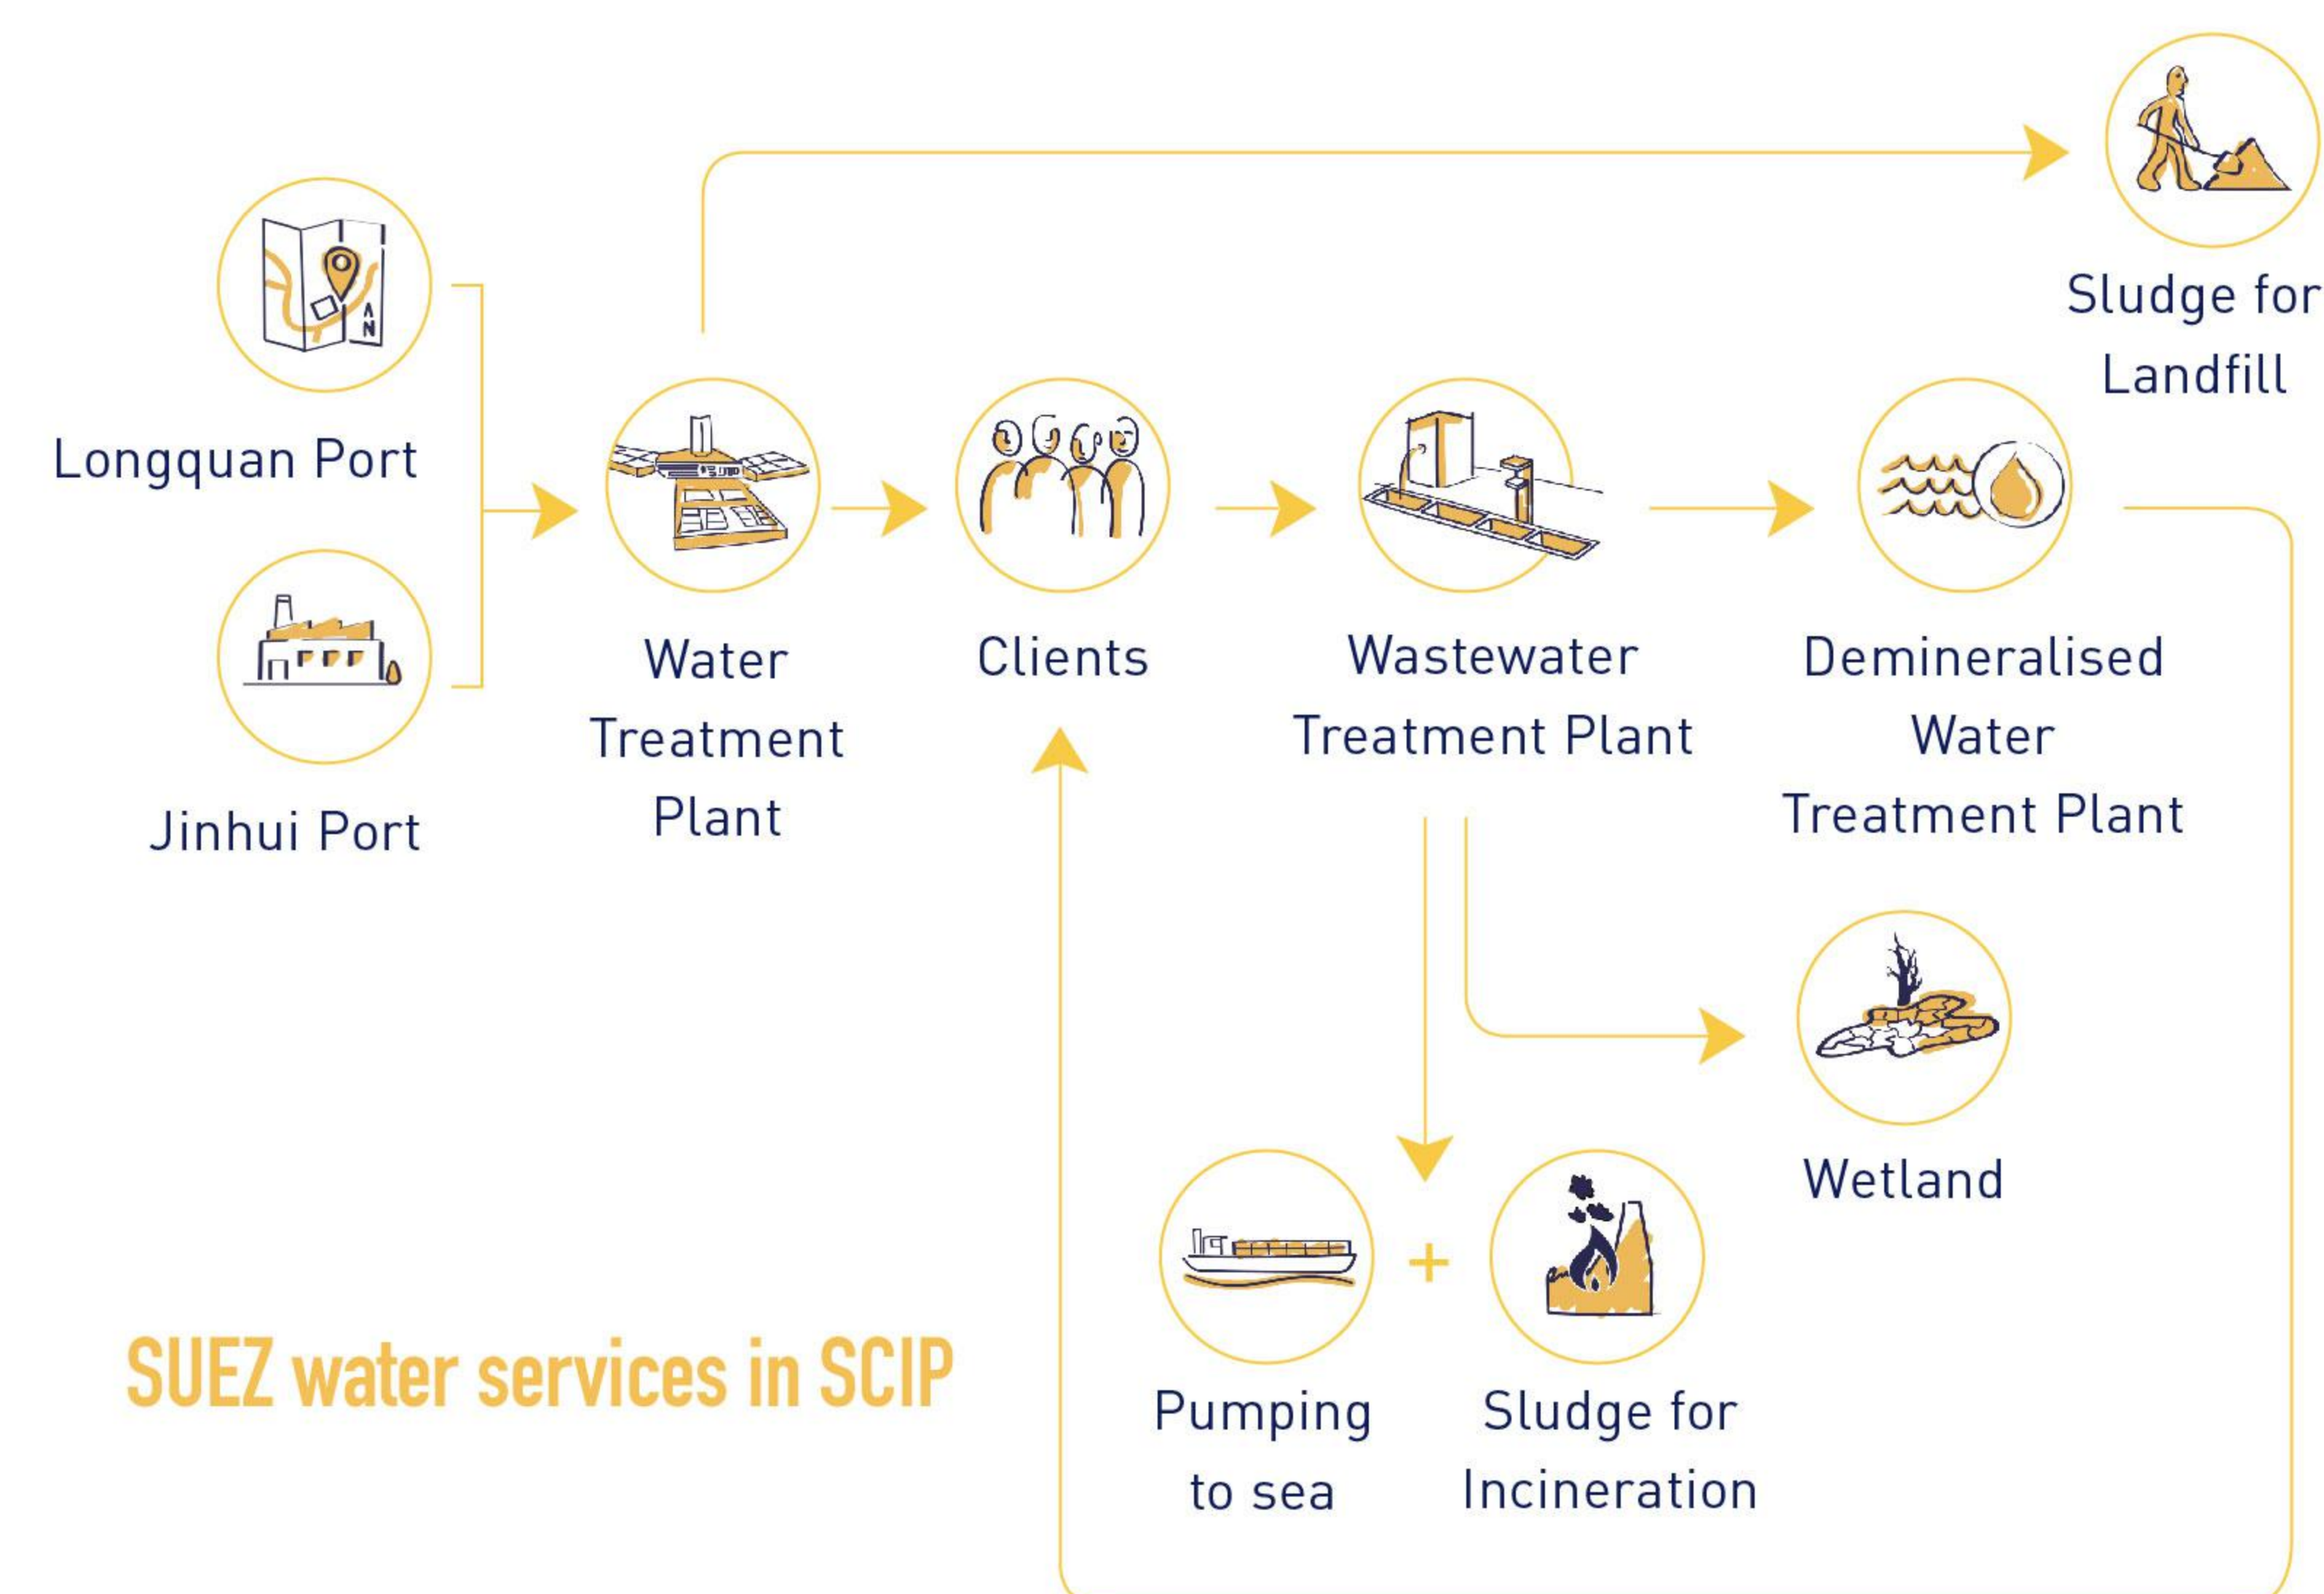 Sludge for
Landfill
Longquan Port
Jinhui Port
Water
Treatment
Plant
Clients
Wastewater
Treatment Plant
Demineralised
Water
Treatment Plant
Wetland
Pumping
to sea
+
Sludge for
Incineration
SUEZ water services in SCIP